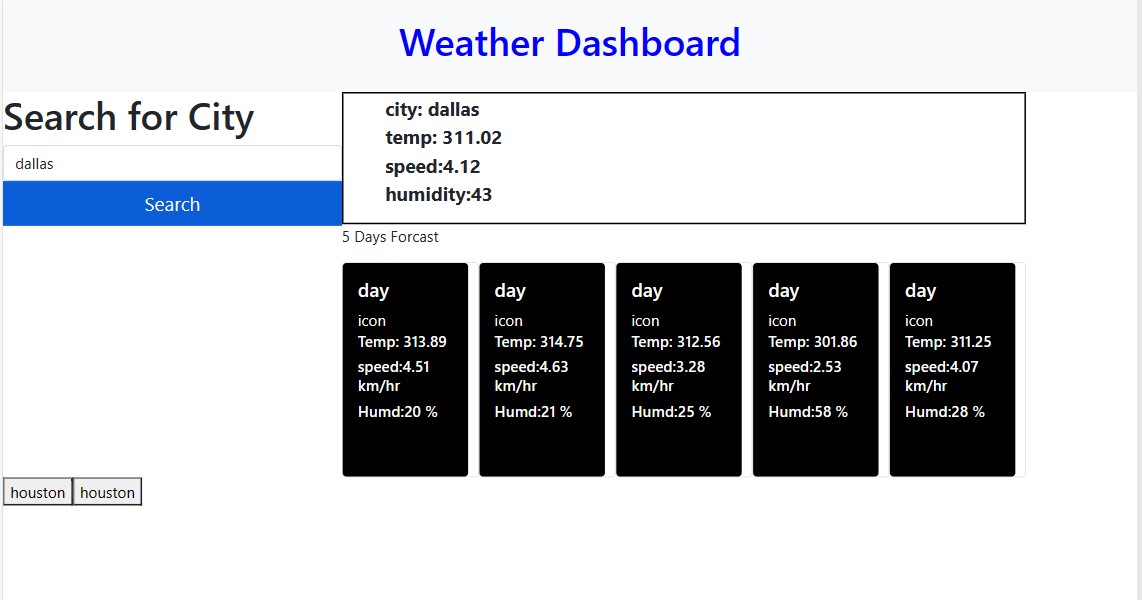 Weather Dashboard
Search for City
dallas
Search
city: dallas
temp: 311.02
speed:4.12
humidity:43
5 Days Forcast
day
icon
Temp: 313.89
speed:4.51
km/hr
Humd:20 %
day
icon
Temp: 314.75
speed:4.63
km/hr
Humd:21 %
day
icon
Temp: 312.56
speed:3.28
km/hr
Humd:25 %
day
icon
Temp: 301.86
speed:2.53
km/hr
Humd:58 %
day
icon
Temp: 311.25
speed:4.07
km/hr
Humd:28 %
houston
houston